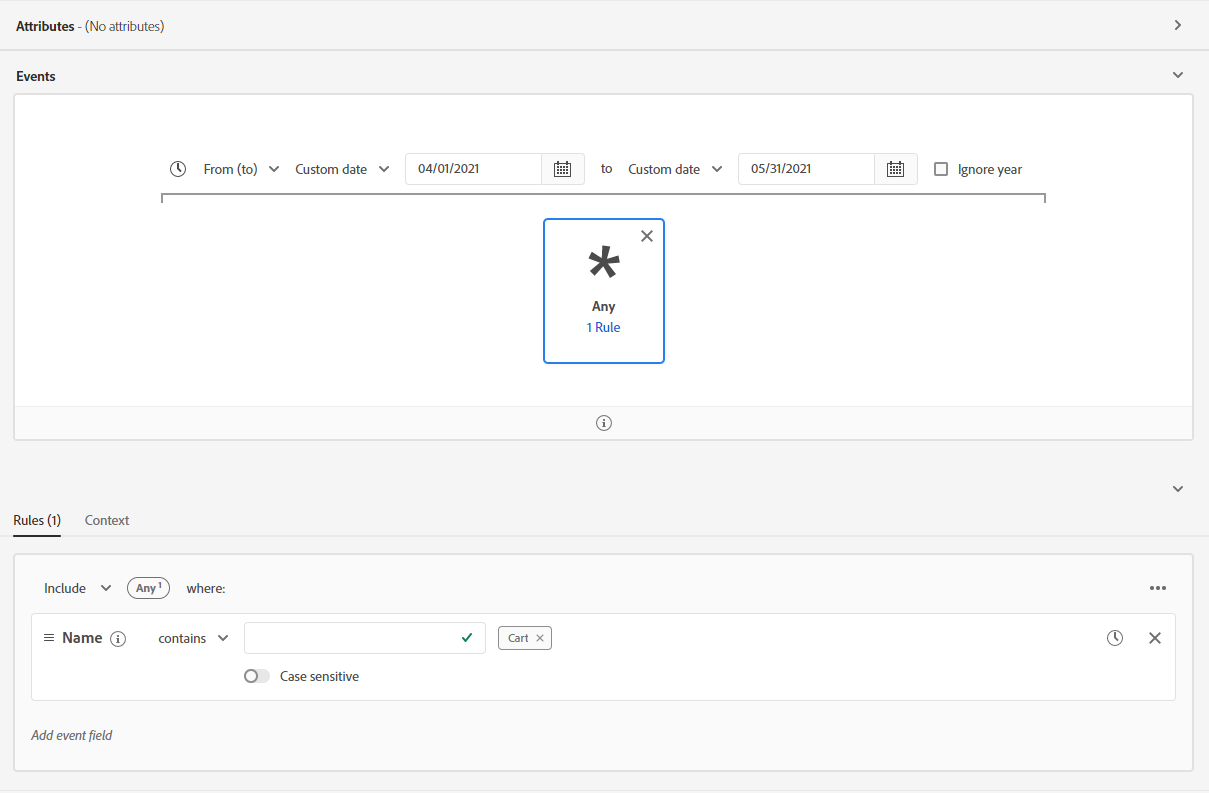 Attributes - (No attributes)
Events
From (to) Custom date 04/01/2021 to Custom date 05/31/2021 Ignore year
Any
1 Rule
Rules (1) Context
Include Any 1 where:
Name contains Cart
Case sensitive
Add event field